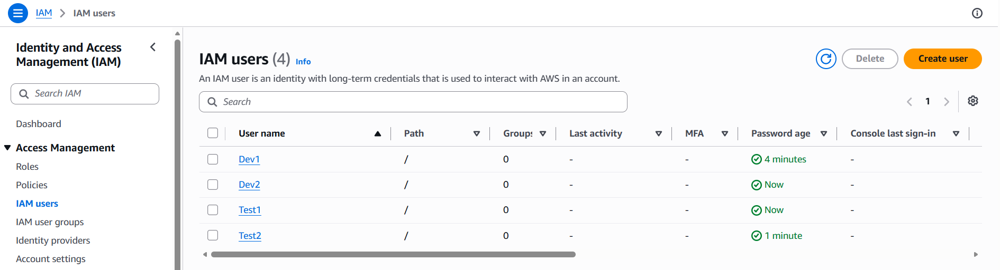 IAM > IAM users
Identity and Access
Management (IAM)
Search IAM
Dashboard
Access Management
Roles
Policies
IAM users
IAM user groups
Identity providers
Account settings
IAM users (4) Info
Delete
Create user
An IAM user is an identity with long-term credentials that is used to interact with AWS in an account.
Search
1
User name Path Groups Last activity MFA Password age Console last sign-in
Dev1 / 0 - - 4 minutes -
Dev2 / 0 - - Now -
Test1 / 0 - - Now -
Test2 / 0 - - 1 minute -